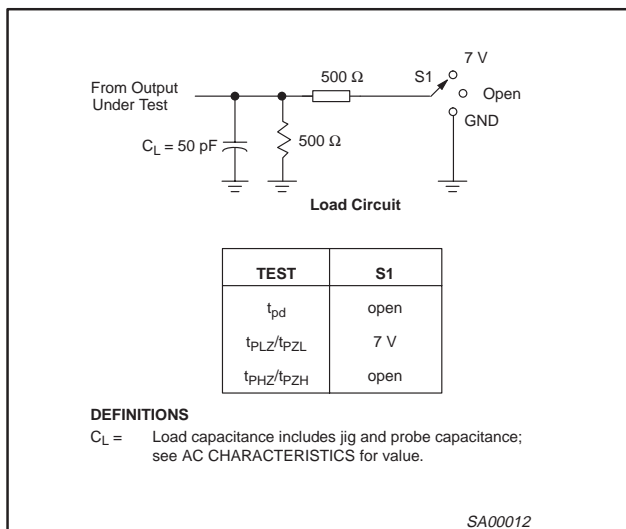 7 V
500 Ω
S1
From Output
Under Test
Open
GND
C_L = 50 pF
500 Ω
Load Circuit
TEST S1
t_pd open
t_PLZ/t_PZL 7 V
t_PHZ/t_PZH open
DEFINITIONS
C_L = Load capacitance includes jig and probe capacitance;
see AC CHARACTERISTICS for value.
SA00012